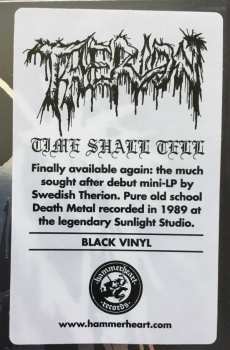 THERION
TIME SHALL TELL
Finally available again: the much
sought after debut mini-LP by
Swedish Therion. Pure old school
Death Metal recorded in 1989 at
the legendary Sunlight Studio.
BLACK VINYL
hammerheart
records
www.hammerheart.com